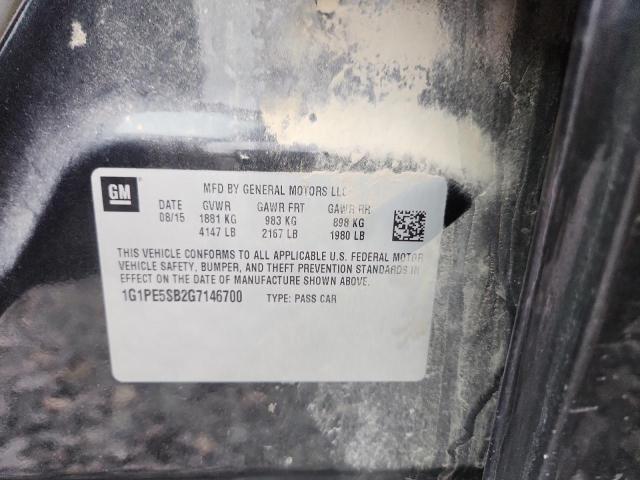 GM
MFD BY GENERAL MOTORS LLC
DATE GVWR GAWR FRT GAWR RR
08/15 1881 KG 983 KG 898 KG
4147 LB 2167 LB 1980 LB
THIS VEHICLE CONFORMS TO ALL APPLICABLE U.S. FEDERAL MOTOR
VEHICLE SAFETY, BUMPER, AND THEFT PREVENTION STANDARDS IN
EFFECT ON THE DATE OF MANUFACTURE SHOWN ABOVE.
1G1PE5SB2G7146700 TYPE: PASS CAR